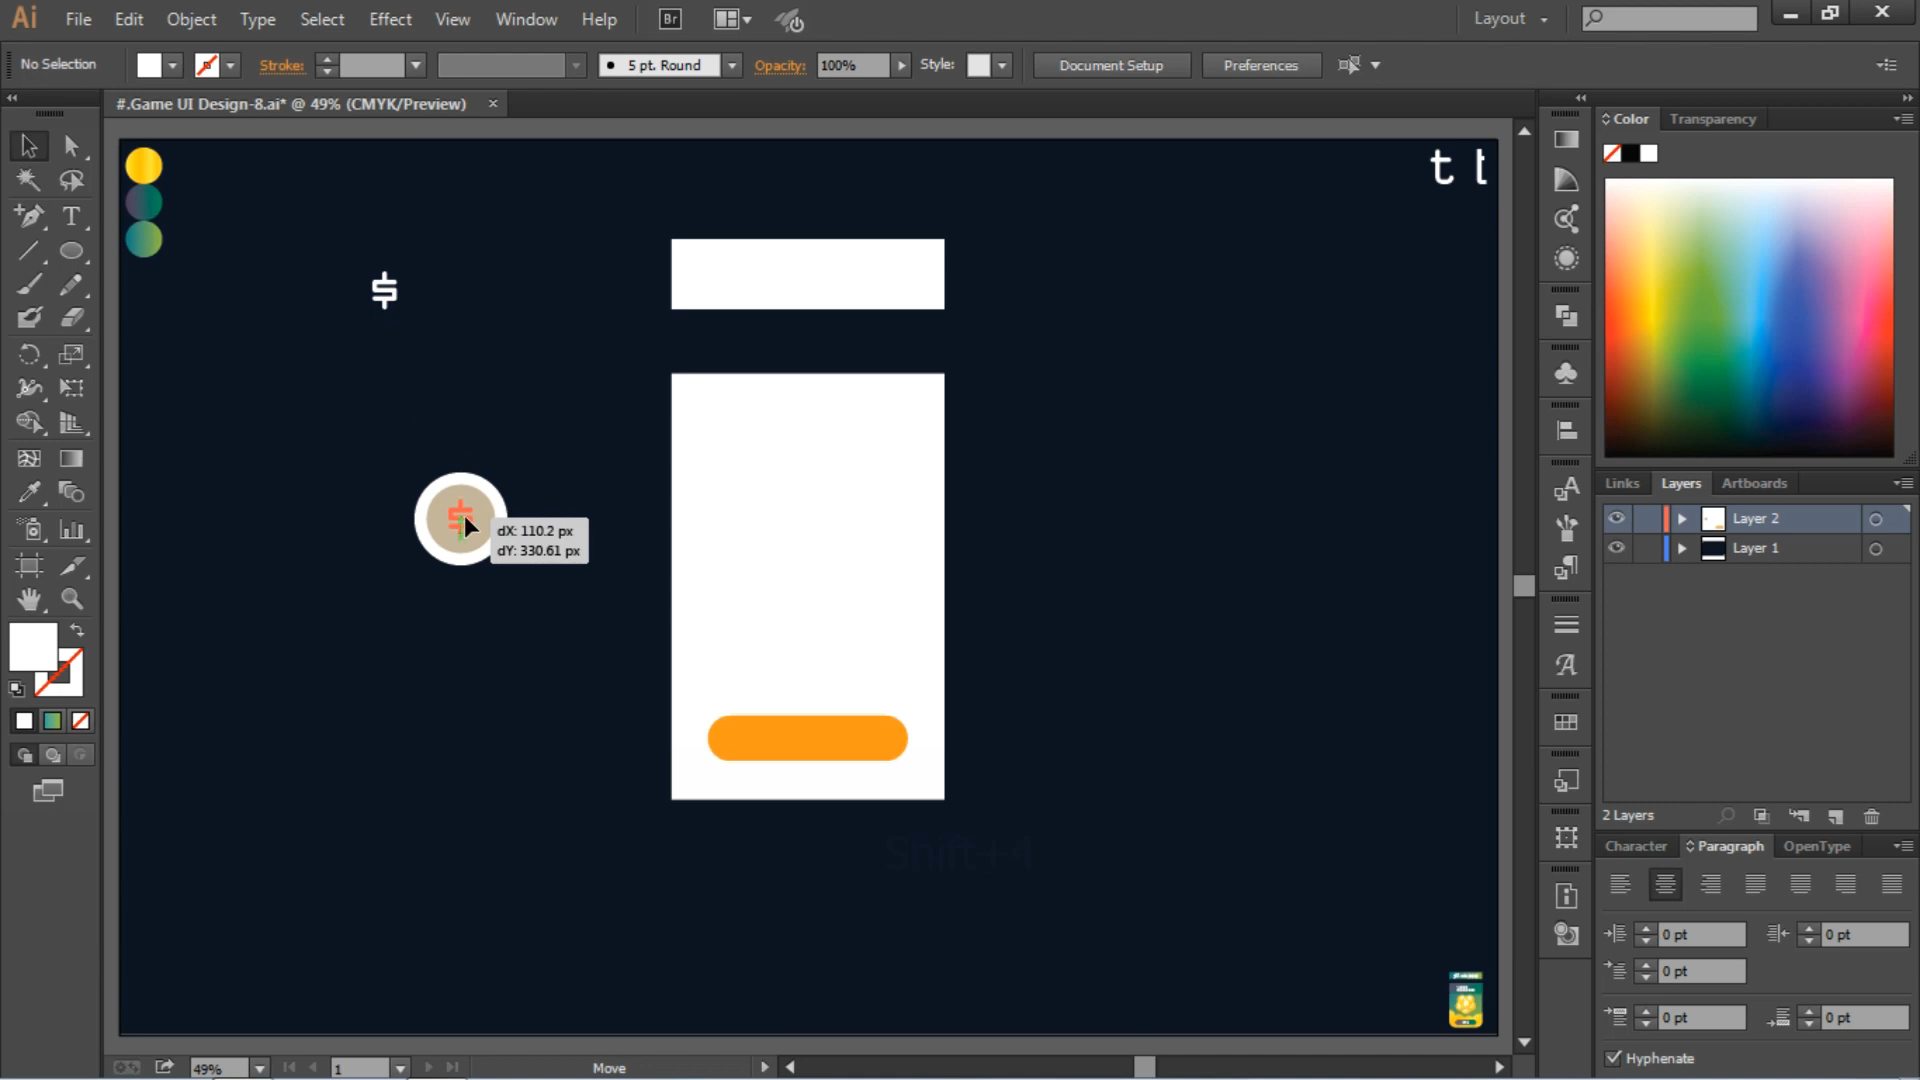 Ai File Edit Object Type Select Effect View Window Help Br Layout
No Selection Stroke: 5 pt. Round Opacity: 100% Style: Document Setup Preferences
#.Game UI Design-8.ai* @ 49% (CMYK/Preview)
Color Transparency
t t
$
Links Layers Artboards
Layer 2
$
dX: 110.2 px
dY: 330.61 px
Layer 1
2 Layers
Shift+4
Character Paragraph OpenType
0 pt 0 pt
0 pt
0 pt 0 pt
Hyphenate
49% 1 Move